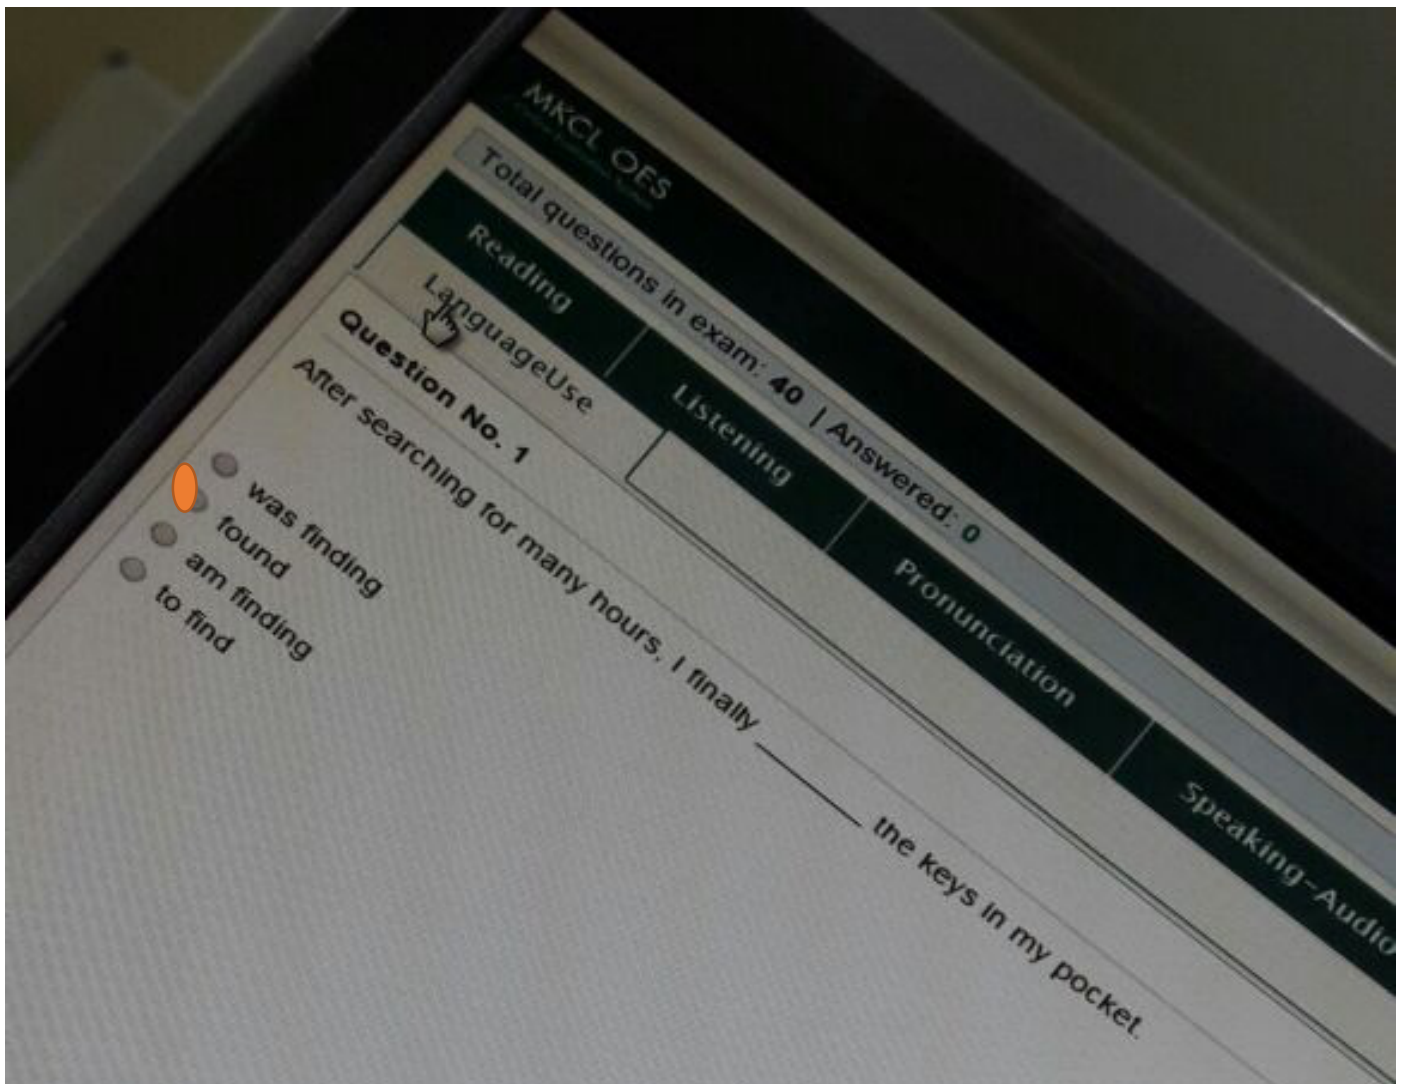 MKCL OES
Total questions in exam: 40 | Answered: 0
Reading Listening Pronunciation Speaking-Audio
LanguageUse
Question No. 1
After searching for many hours, I finally ______ the keys in my pocket.
was finding
found
am finding
to find